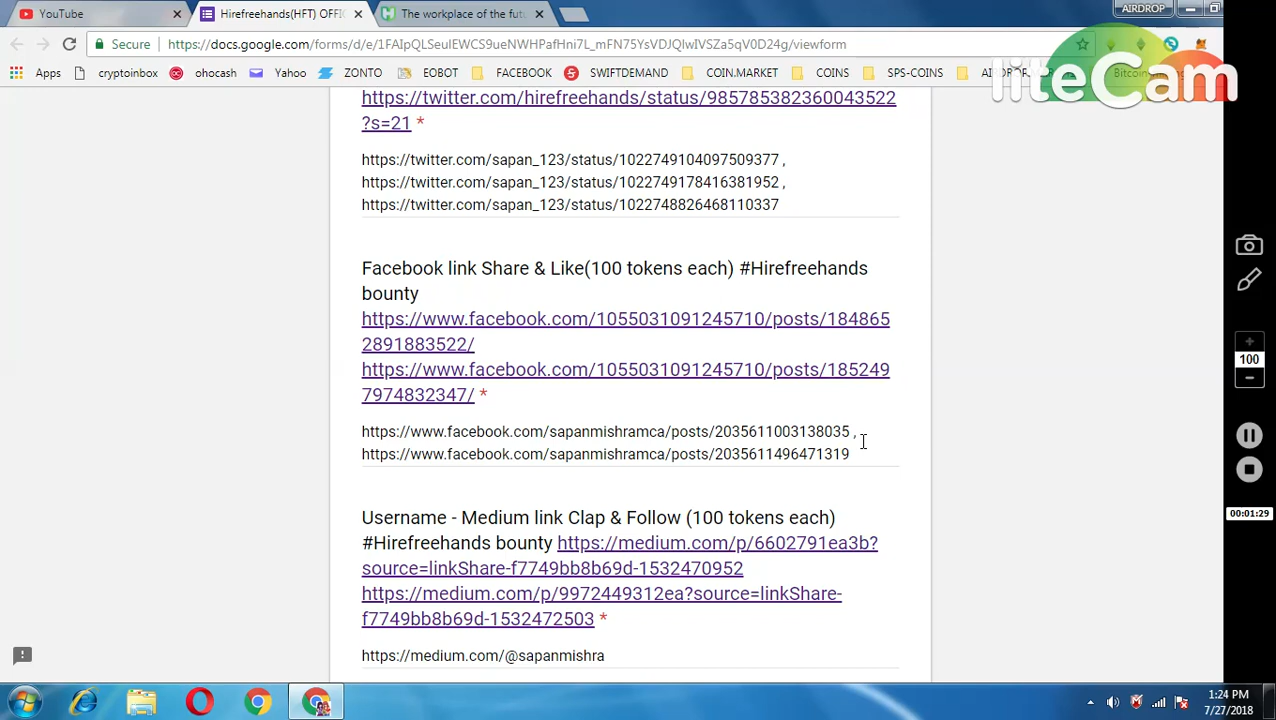 YouTube
Hirefreehands(HFT) OFFI
The workplace of the futu
AIRDROP
Secure
https://docs.google.com/forms/d/e/1FAIpQLSeulEWCS9ueNWHPafHni7L_mFN75YsVDJQlwIVSZa5qV0D24g/viewform
Apps
cryptoinbox
ohocash
Yahoo
ZONTO
EOBOT
FACEBOOK
SWIFTDEMAND
COIN.MARKET
COINS
SPS-COINS
liteCam
https://twitter.com/hirefreehands/status/985785382360043522
?s=21 *
https://twitter.com/sapan_123/status/1022749104097509377 ,
https://twitter.com/sapan_123/status/1022749178416381952 ,
https://twitter.com/sapan_123/status/1022748826468110337
Facebook link Share & Like(100 tokens each) #Hirefreehands
bounty
https://www.facebook.com/1055031091245710/posts/184865
2891883522/
https://www.facebook.com/1055031091245710/posts/185249
7974832347/ *
https://www.facebook.com/sapanmishramca/posts/2035611003138035 ,
https://www.facebook.com/sapanmishramca/posts/2035611496471319
Username - Medium link Clap & Follow (100 tokens each)
#Hirefreehands bounty https://medium.com/p/6602791ea3b?
source=linkShare-f7749bb8b69d-1532470952
https://medium.com/p/9972449312ea?source=linkShare-
f7749bb8b69d-1532472503 *
https://medium.com/@sapanmishra
100
00:01:29
1:24 PM
7/27/2018